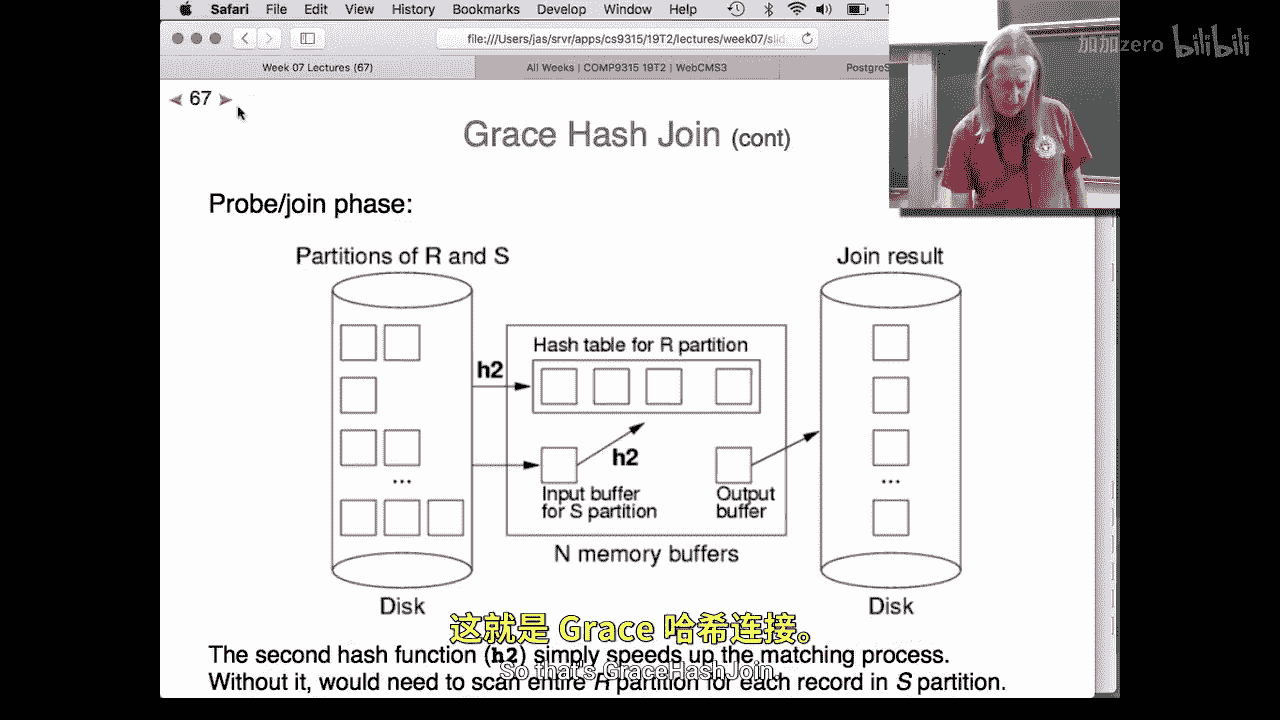 Safari File Edit View History Bookmarks Develop Window Help
file:///Users/jas/srvr/apps/cs9315/19T2/lectures/week07/slid
Week 07 Lectures (67)
All Weeks | COMP9315 19T2 | WebCMS3
PostgreS
加加zero bilibili
67
Grace Hash Join (cont)
Probe/join phase:
Partitions of R and S
Join result
Hash table for R partition
h2
h2
Input buffer
for S partition
Output
buffer
...
...
N memory buffers
Disk
Disk
这就是 Grace 哈希连接。
The second hash function (h2) simply speeds up the matching process.
So that's GraceHashJoin.
Without it, would need to scan entire R partition for each record in S partition.